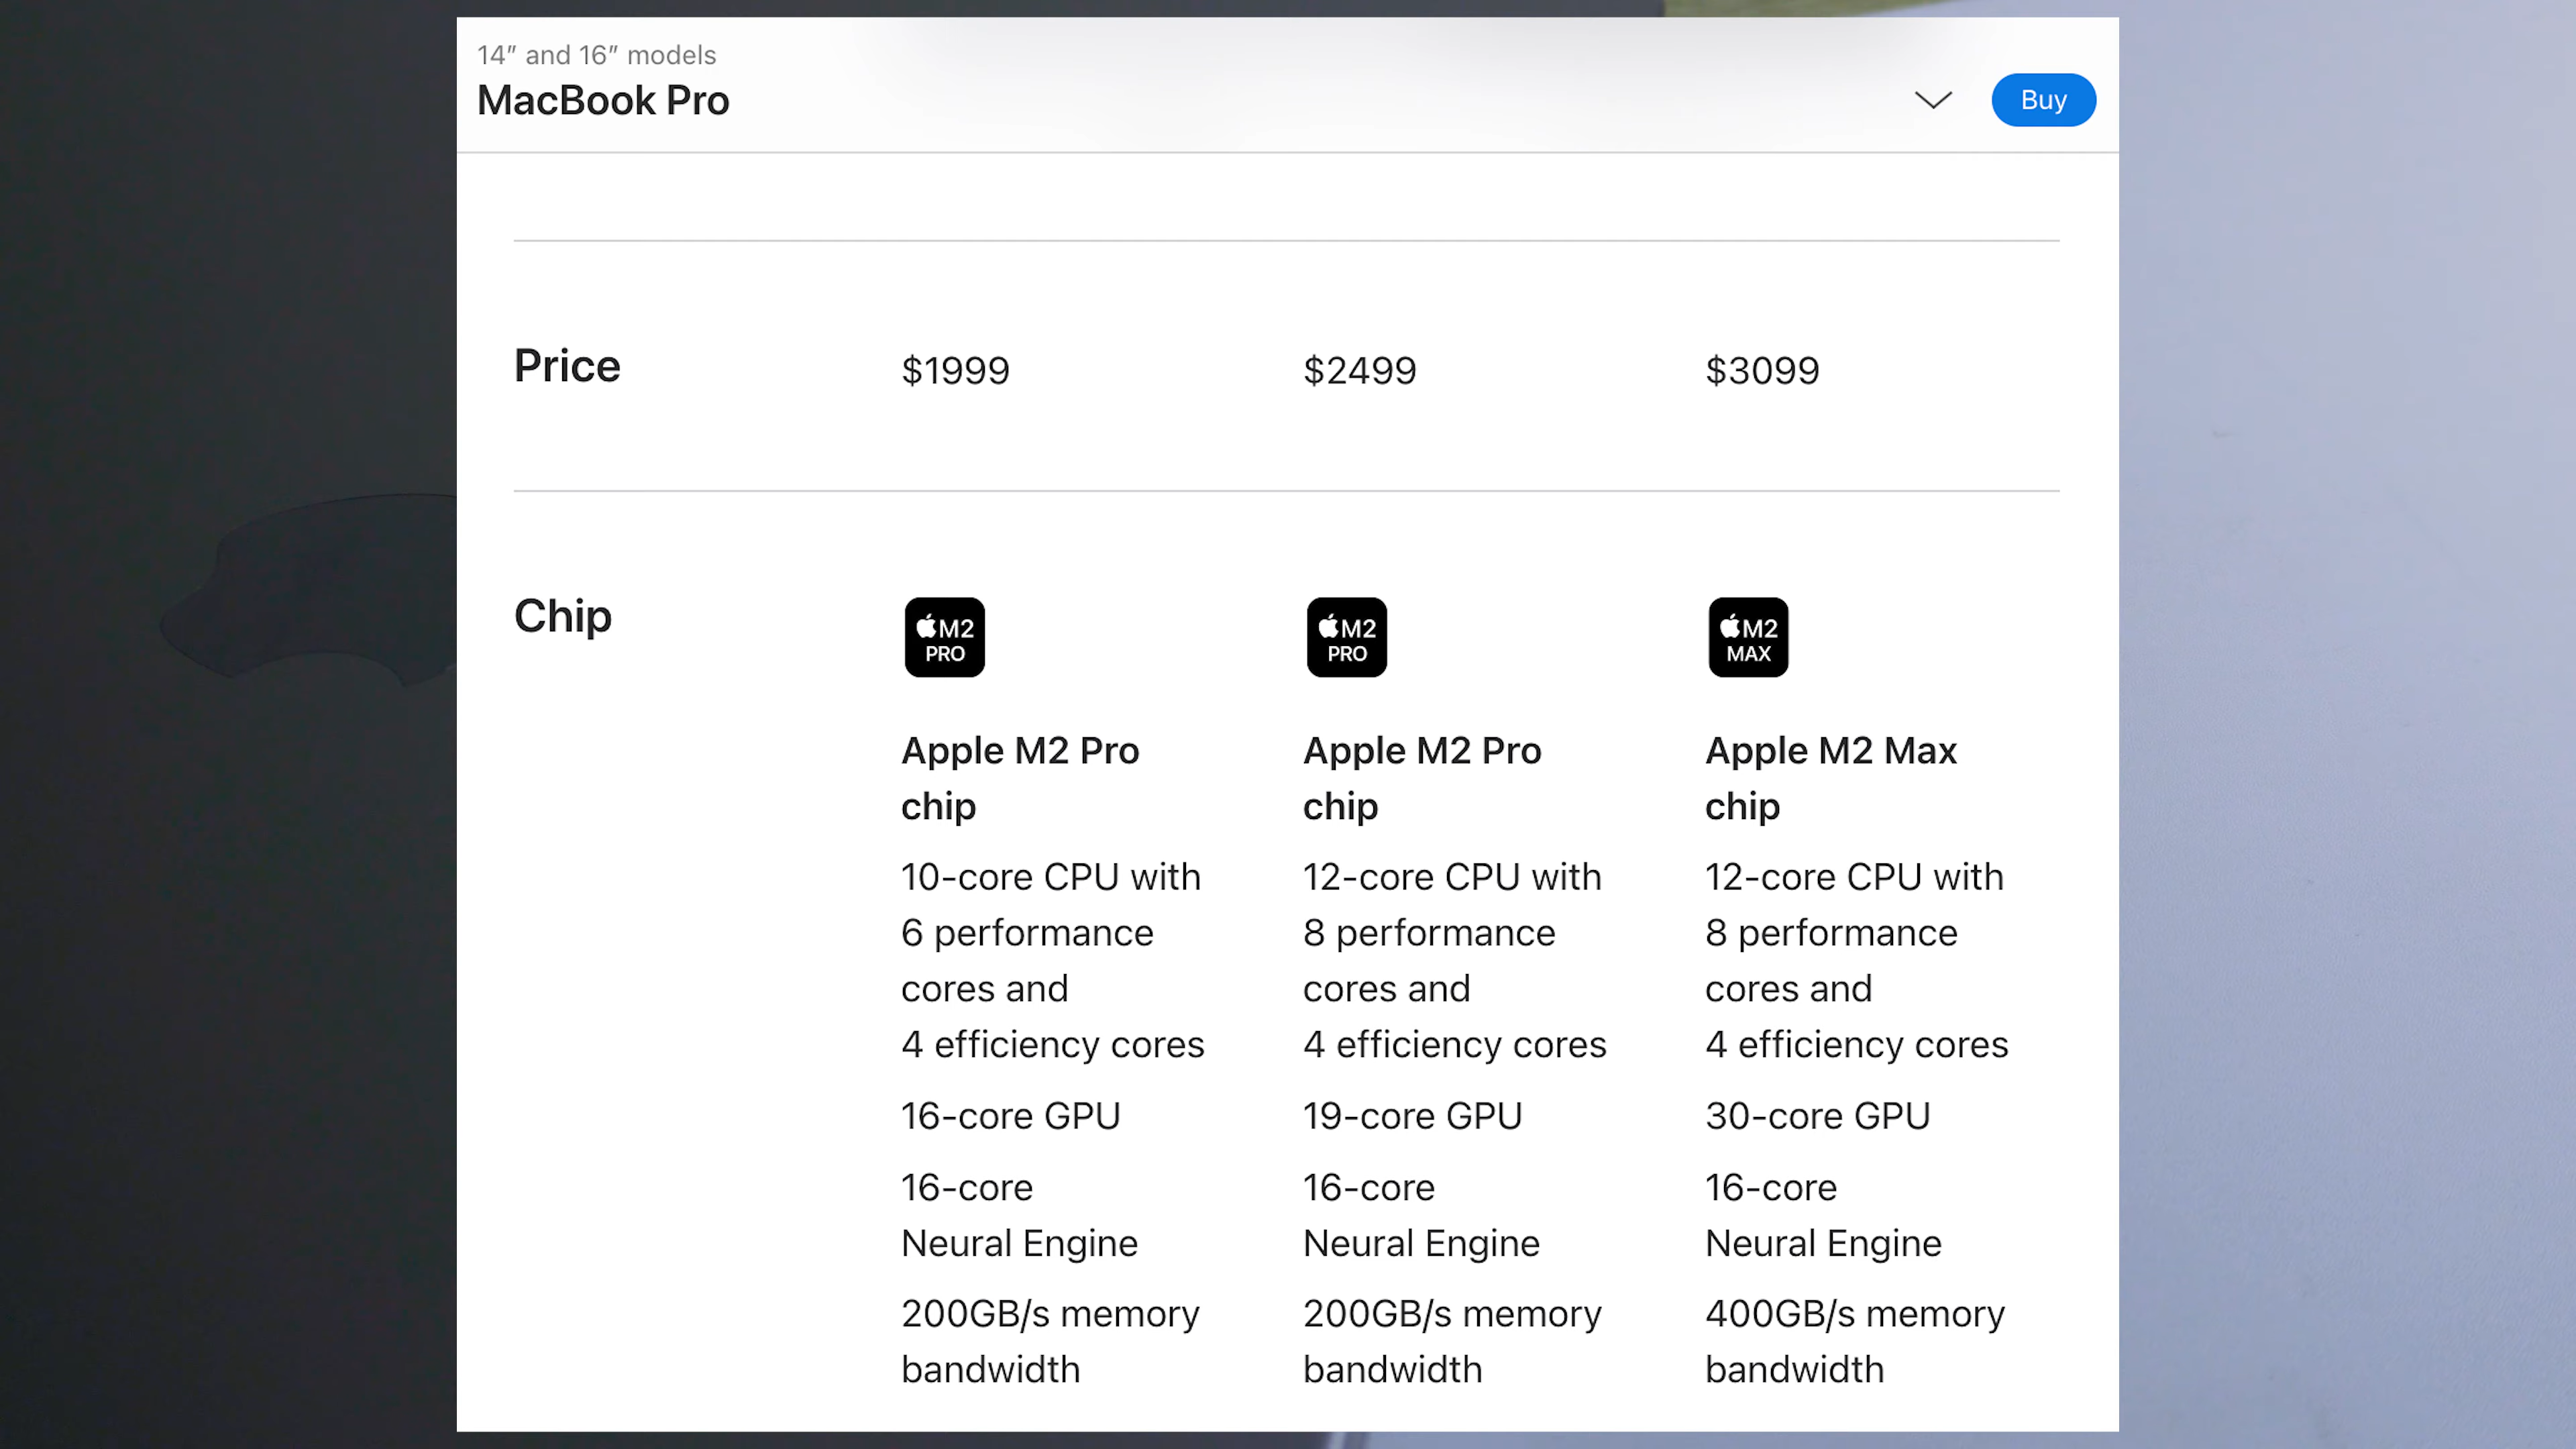 14″ and 16″ models
MacBook Pro
Buy
Price
$1999
$2499
$3099
Chip
M2
PRO
M2
PRO
M2
MAX
Apple M2 Pro
chip
10-core CPU with
6 performance
cores and
4 efficiency cores
16-core GPU
16-core
Neural Engine
200GB/s memory
bandwidth
Apple M2 Pro
chip
12-core CPU with
8 performance
cores and
4 efficiency cores
19-core GPU
16-core
Neural Engine
200GB/s memory
bandwidth
Apple M2 Max
chip
12-core CPU with
8 performance
cores and
4 efficiency cores
30-core GPU
16-core
Neural Engine
400GB/s memory
bandwidth